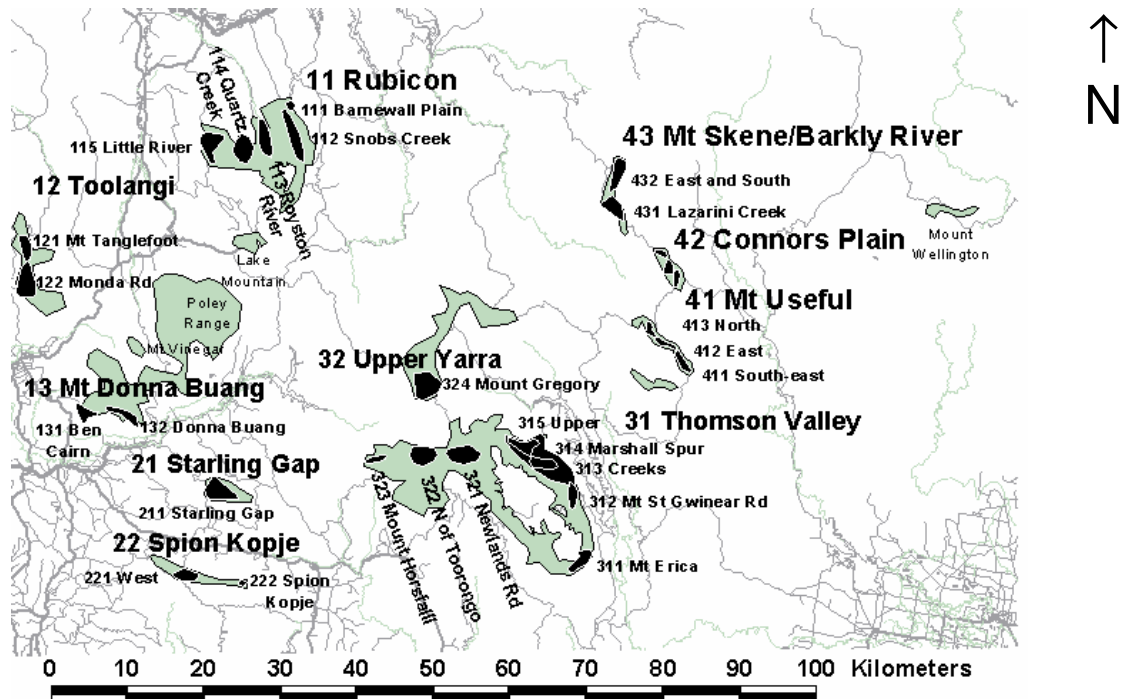 N
11 Rubicon
114 Quartz
Creek
111 Barnewall Plain
112 Snobs Creek
115 Little River
113 Royston
River
43 Mt Skene/Barkly River
432 East and South
431 Lazarini Creek
12 Toolangi
121 Mt Tanglefoot
122 Monda Rd
Lake
Mountain
Mount
Wellington
42 Connors Plain
Poley
Range
Mt Vinegar
41 Mt Useful
413 North
412 East
411 South-east
32 Upper Yarra
324 Mount Gregory
13 Mt Donna Buang
131 Ben
Cairn
132 Donna Buang
31 Thomson Valley
315 Upper
314 Marshall Spur
313 Creeks
312 Mt St Gwinear Rd
311 Mt Erica
21 Starling Gap
211 Starling Gap
323 Mount Horsfalll
322 N of Toorongo
321 Newlands Rd
22 Spion Kopje
221 West
222 Spion
Kopje
0 10 20 30 40 50 60 70 80 90 100 Kilometers